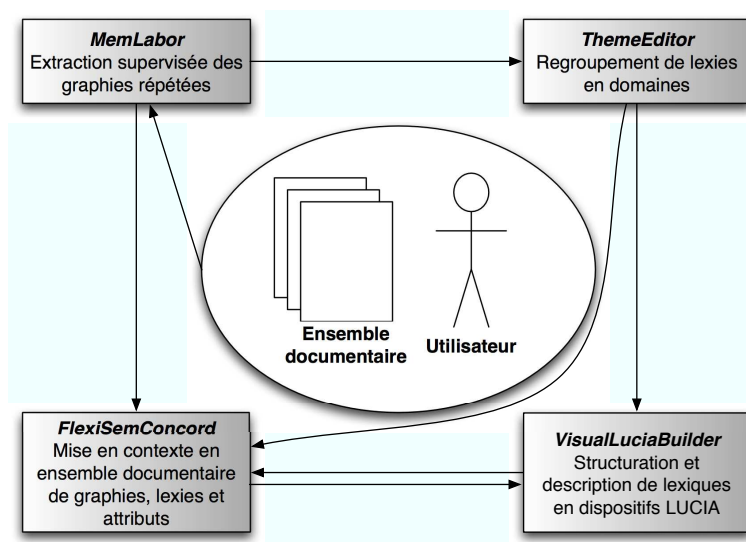 MemLabor
Extraction supervisée des
graphies répétées
ThemeEditor
Regroupement de lexies
en domaines
Ensemble
documentaire
Utilisateur
FlexiSemConcord
Mise en contexte en
ensemble documentaire
de graphies, lexies et
attributs
VisualLuciaBuilder
Structuration et
description de lexiques
en dispositifs LUCIA